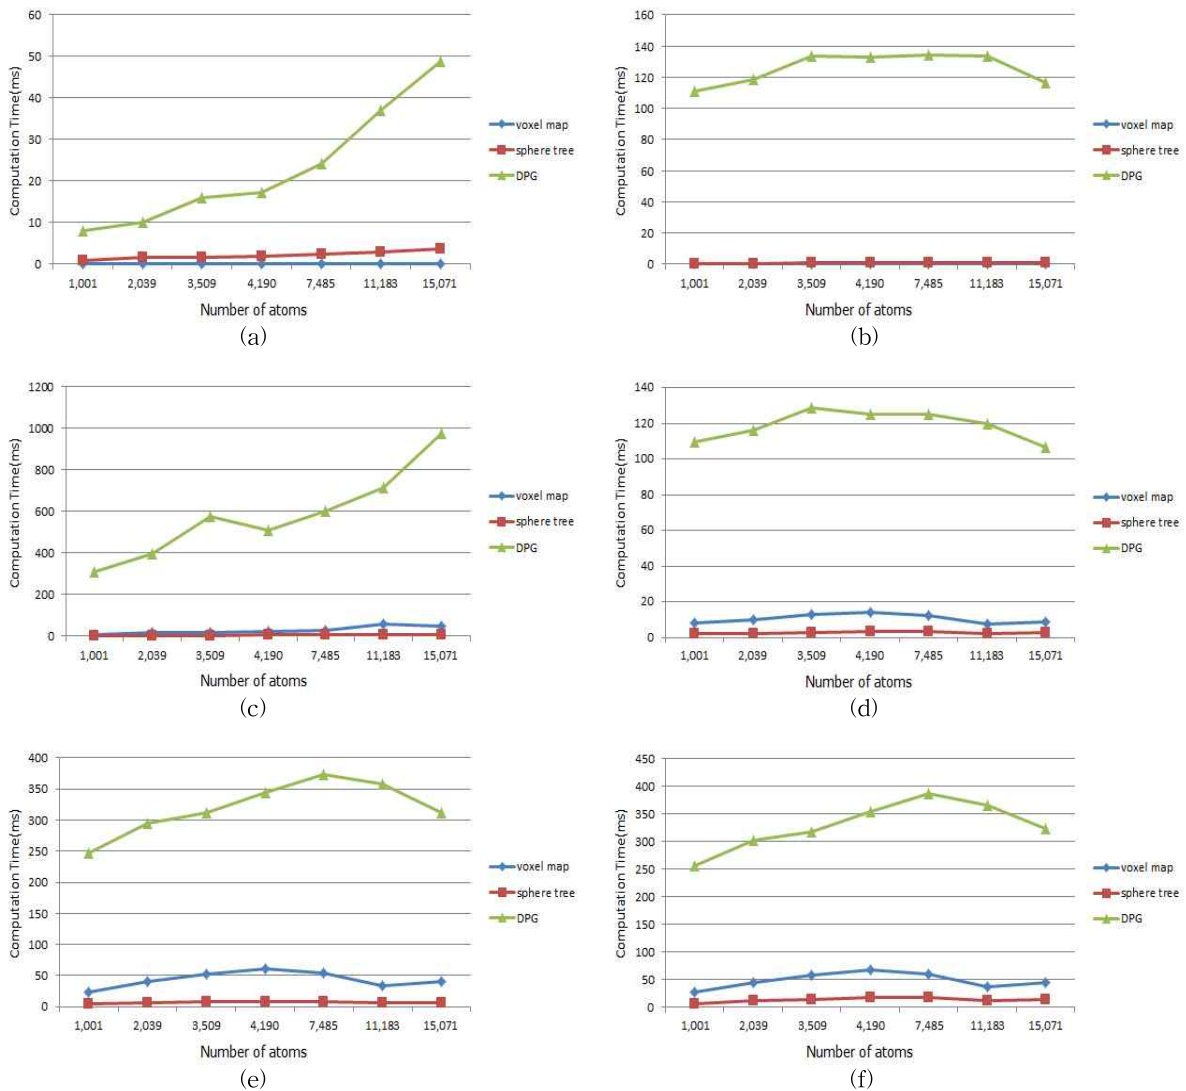 60
50
40
30
20
10
0
Computation Time(ms)
1,001 2,039 3,509 4,190 7,485 11,183 15,071
Number of atoms
voxel map
sphere tree
DPG
(a)
160
140
120
100
80
60
40
20
0
Computation Time(ms)
1,001 2,039 3,509 4,190 7,485 11,183 15,071
Number of atoms
voxel map
sphere tree
DPG
(b)
1200
1000
800
600
400
200
0
Computation Time(ms)
1,001 2,039 3,509 4,190 7,485 11,183 15,071
Number of atoms
voxel map
sphere tree
DPG
(c)
140
120
100
80
60
40
20
0
Computation Time(ms)
1,001 2,039 3,509 4,190 7,485 11,183 15,071
Number of atoms
voxel map
sphere tree
DPG
(d)
400
350
300
250
200
150
100
50
0
Computation Time(ms)
1,001 2,039 3,509 4,190 7,485 11,183 15,071
Number of atoms
voxel map
sphere tree
DPG
(e)
450
400
350
300
250
200
150
100
50
0
Computation Time(ms)
1,001 2,039 3,509 4,190 7,485 11,183 15,071
Number of atoms
voxel map
sphere tree
DPG
(f)